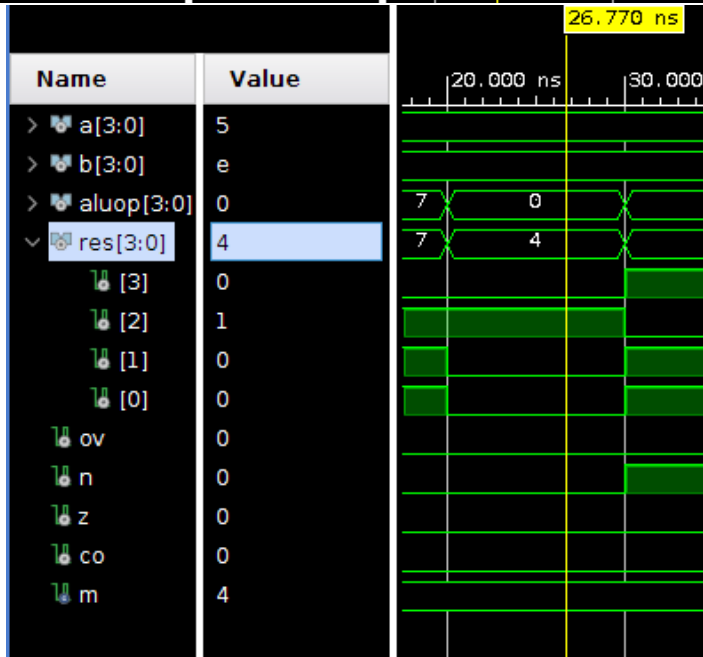 26.770 ns
Name Value 20.000 ns 30.000
a[3:0] 5
b[3:0] e
aluop[3:0] 0 7 0
res[3:0] 4 7 4
[3] 0
[2] 1
[1] 0
[0] 0
ov 0
n 0
z 0
co 0
m 4